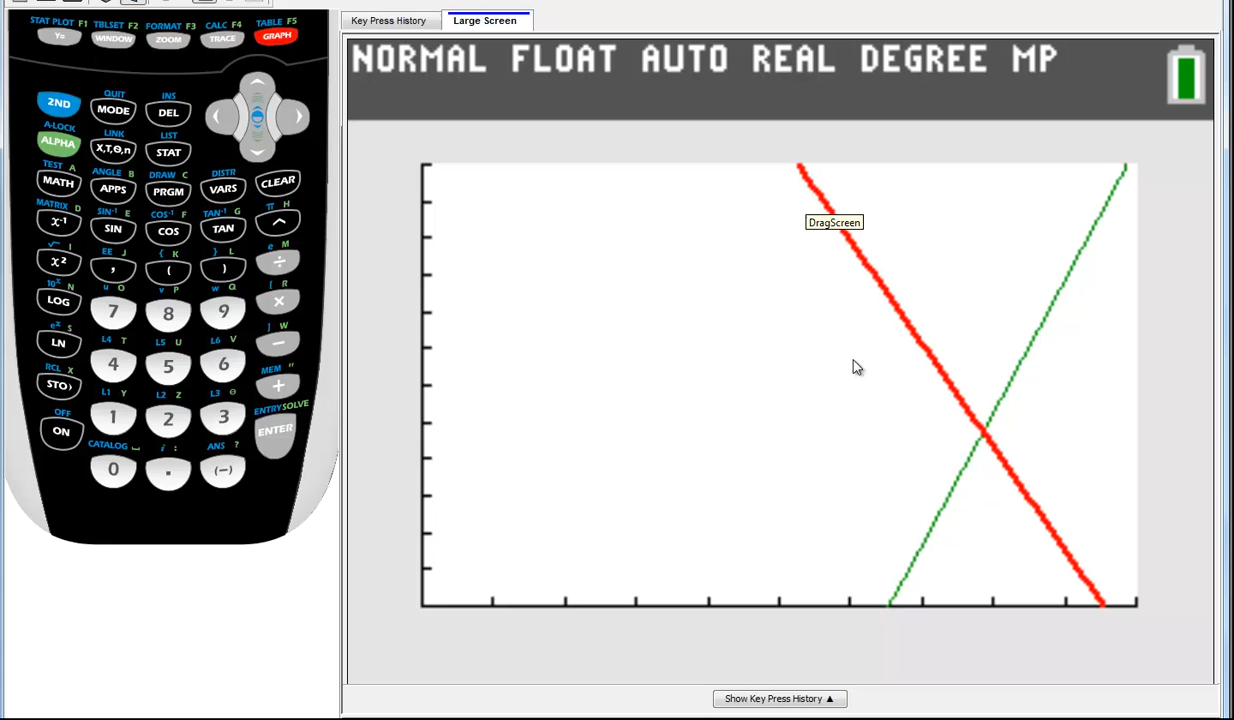 Key Press History
Large Screen
NORMAL FLOAT AUTO REAL DEGREE MP
DragScreen
Show Key Press History ▲
STAT PLOT F1 TBLSET F2 FORMAT F3 CALC F4 TABLE F5
Y= WINDOW ZOOM TRACE GRAPH
QUIT INS
2ND MODE DEL
A-LOCK LINK LIST
ALPHA X,T,Θ,n STAT
TEST A ANGLE B DRAW C DISTR
MATH APPS PRGM VARS CLEAR
MATRIX D SIN⁻¹ E COS⁻¹ F TAN⁻¹ G π H
x⁻¹ SIN COS TAN ^
√ I EE J { K } L e M
x² , ( ) ÷
10ˣ N u O v P w Q [ R
LOG 7 8 9 ×
eˣ S L4 T L5 U L6 V ] W
LN 4 5 6 −
RCL X L1 Y L2 Z L3 Θ MEM "
STO› 1 2 3 +
OFF CATALOG ⎵ i : ANS ? ENTRY SOLVE
ON 0 . (−) ENTER